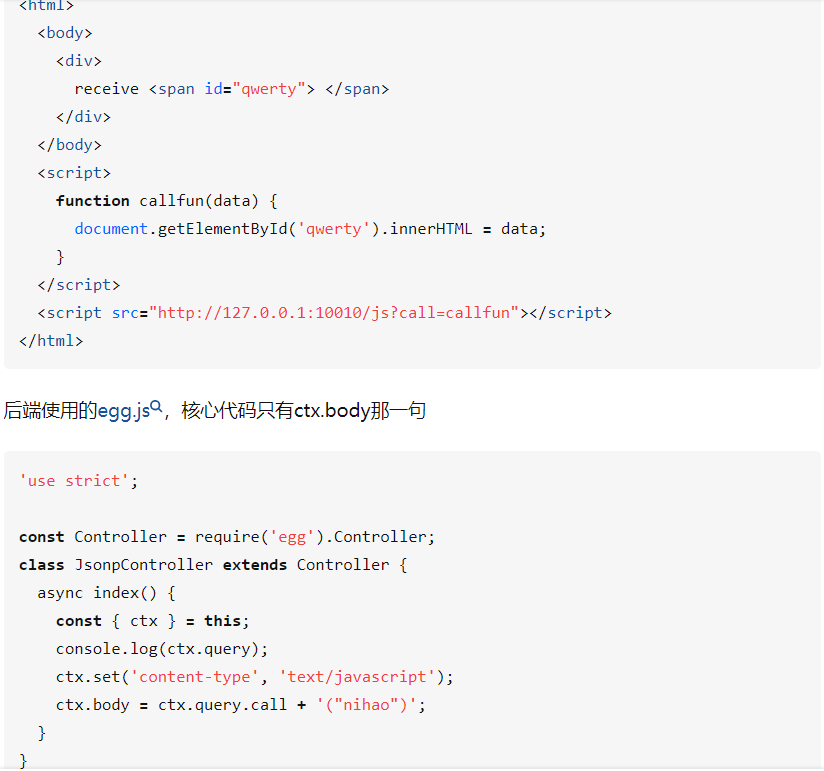 <html>
  <body>
    <div>
      receive <span id="qwerty"> </span>
    </div>
  </body>
  <script>
    function callfun(data) {
      document.getElementById('qwerty').innerHTML = data;
    }
  </script>
  <script src="http://127.0.0.1:10010/js?call=callfun"></script>
</html>
后端使用的egg.js，核心代码只有ctx.body那一句
'use strict';
const Controller = require('egg').Controller;
class JsonpController extends Controller {
  async index() {
    const { ctx } = this;
    console.log(ctx.query);
    ctx.set('content-type', 'text/javascript');
    ctx.body = ctx.query.call + '("nihao")';
  }
}